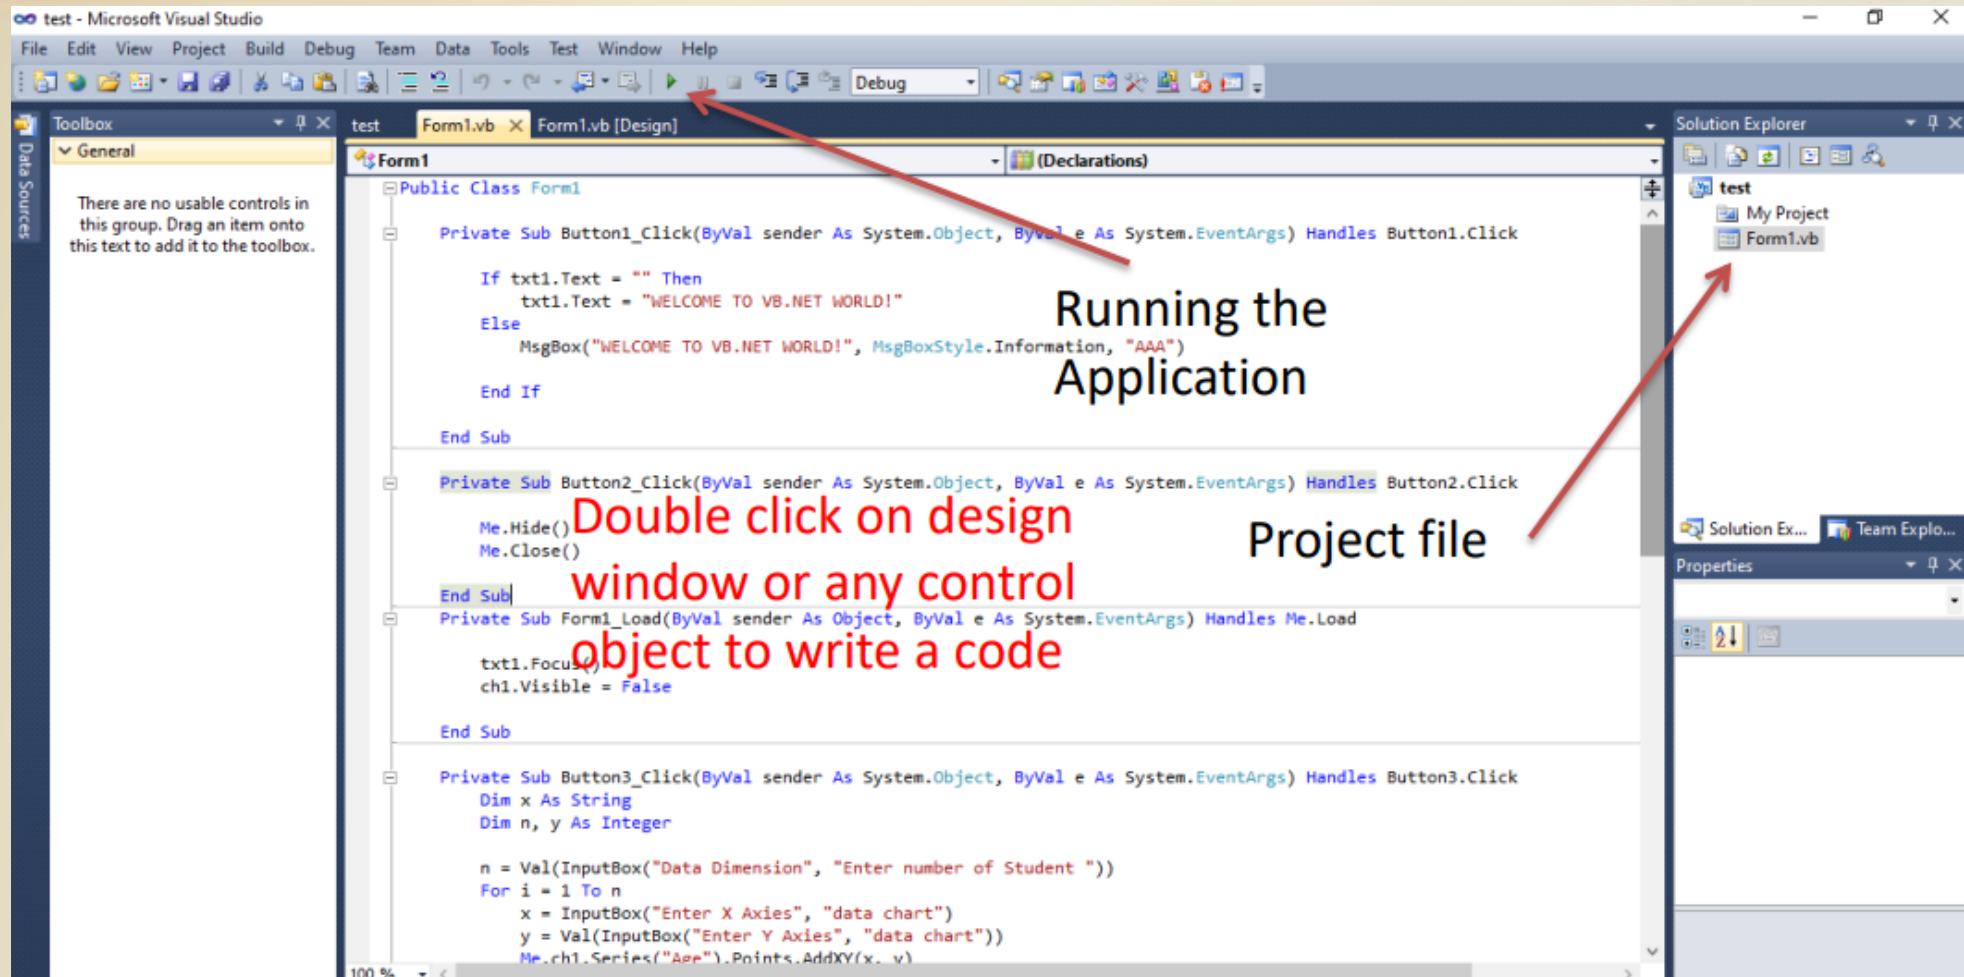 test - Microsoft Visual Studio
File Edit View Project Build Debug Team Data Tools Test Window Help
Debug
Data Sources
Toolbox
General
There are no usable controls in
this group. Drag an item onto
this text to add it to the toolbox.
test Form1.vb Form1.vb [Design]
Form1 (Declarations)
Public Class Form1
Private Sub Button1_Click(ByVal sender As System.Object, ByVal e As System.EventArgs) Handles Button1.Click
If txt1.Text = "" Then
txt1.Text = "WELCOME TO VB.NET WORLD!"
Else
MsgBox("WELCOME TO VB.NET WORLD!", MsgBoxStyle.Information, "AAA")
End If
End Sub
Private Sub Button2_Click(ByVal sender As System.Object, ByVal e As System.EventArgs) Handles Button2.Click
Me.Hide()
Me.Close()
End Sub
Private Sub Form1_Load(ByVal sender As Object, ByVal e As System.EventArgs) Handles Me.Load
txt1.Focus()
ch1.Visible = False
End Sub
Private Sub Button3_Click(ByVal sender As System.Object, ByVal e As System.EventArgs) Handles Button3.Click
Dim x As String
Dim n, y As Integer
n = Val(InputBox("Data Dimension", "Enter number of Student "))
For i = 1 To n
x = InputBox("Enter X Axies", "data chart")
y = Val(InputBox("Enter Y Axies", "data chart"))
Me.ch1.Series("Age").Points.AddXY(x, y)
100 %
Running the
Application
Double click on design
window or any control
object to write a code
Project file
Solution Explorer
test
My Project
Form1.vb
Solution Ex... Team Explo...
Properties